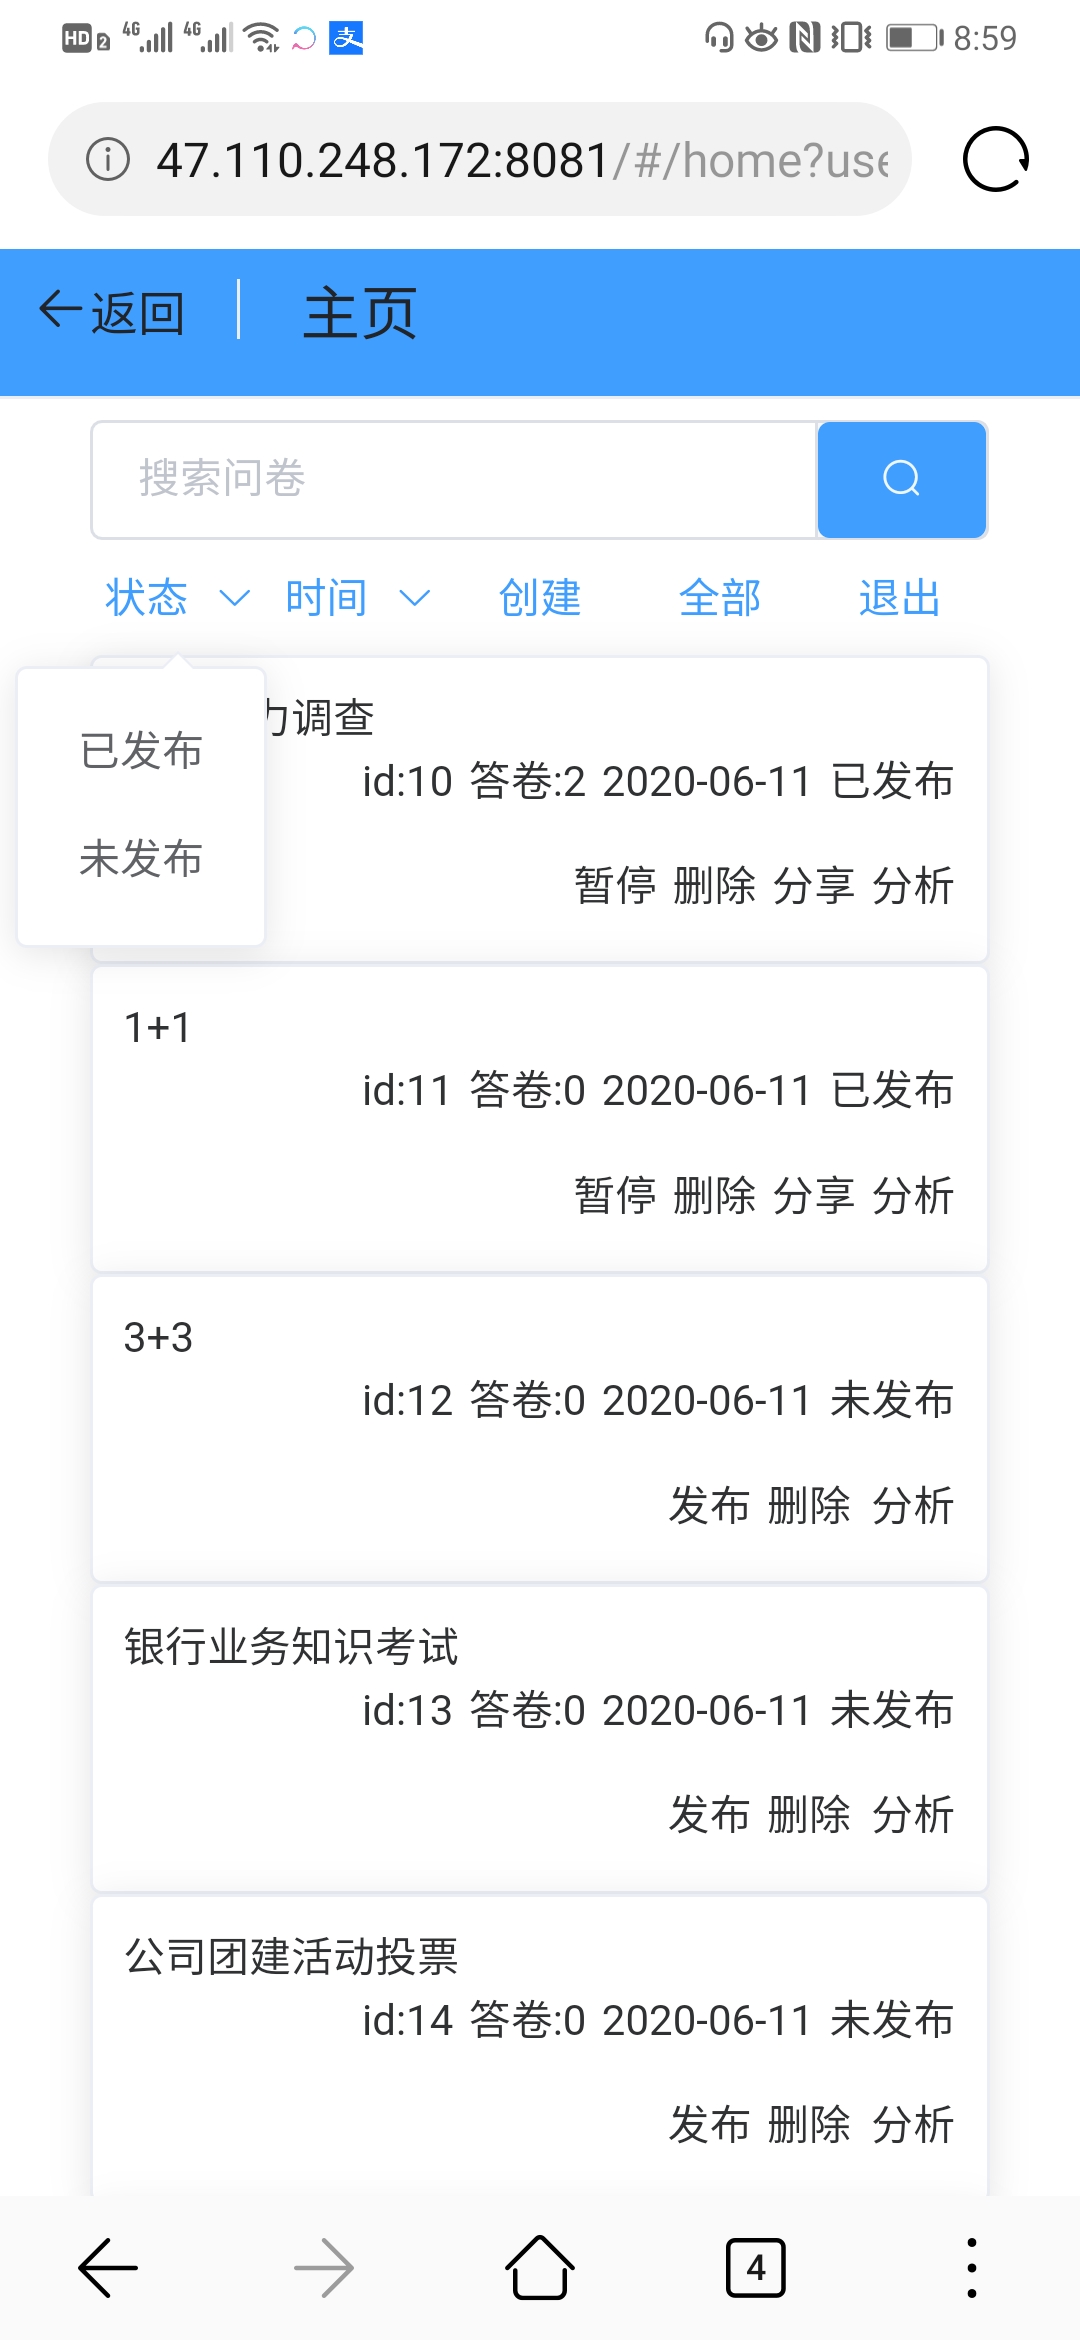 HD 2 4G 4G 支 8:59
47.110.248.172:8081/#/home?use
返回 主页
搜索问卷
状态 时间 创建 全部 退出
力调查
已发布
id:10 答卷:2 2020-06-11 已发布
未发布
暂停 删除 分享 分析
1+1
id:11 答卷:0 2020-06-11 已发布
暂停 删除 分享 分析
3+3
id:12 答卷:0 2020-06-11 未发布
发布 删除 分析
银行业务知识考试
id:13 答卷:0 2020-06-11 未发布
发布 删除 分析
公司团建活动投票
id:14 答卷:0 2020-06-11 未发布
发布 删除 分析
4